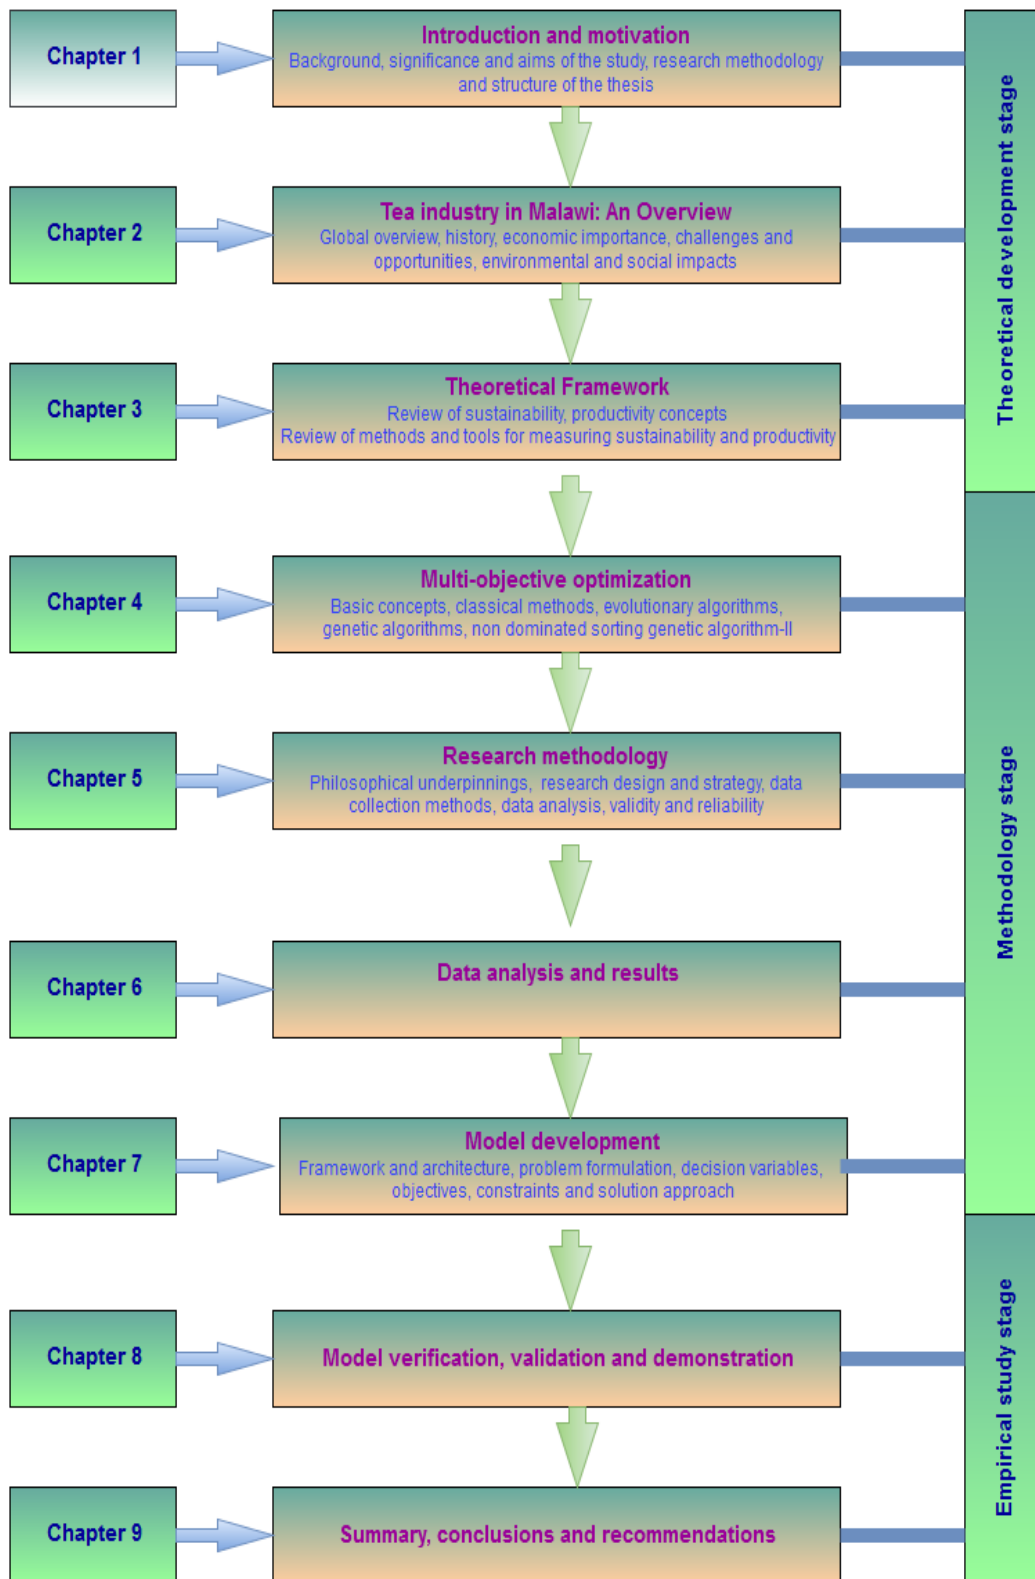 Chapter 1
Introduction and motivation
Background, significance and aims of the study, research methodology
and structure of the thesis
Chapter 2
Tea industry in Malawi: An Overview
Global overview, history, economic importance, challenges and
opportunities, environmental and social impacts
Chapter 3
Theoretical Framework
Review of sustainability, productivity concepts
Review of methods and tools for measuring sustainability and productivity
Theoretical development stage
Chapter 4
Multi-objective optimization
Basic concepts, classical methods, evolutionary algorithms,
genetic algorithms, non dominated sorting genetic algorithm-II
Chapter 5
Research methodology
Philosophical underpinnings, research design and strategy, data
collection methods, data analysis, validity and reliability
Chapter 6
Data analysis and results
Chapter 7
Model development
Framework and architecture, problem formulation, decision variables,
objectives, constraints and solution approach
Methodology stage
Chapter 8
Model verification, validation and demonstration
Chapter 9
Summary, conclusions and recommendations
Empirical study stage